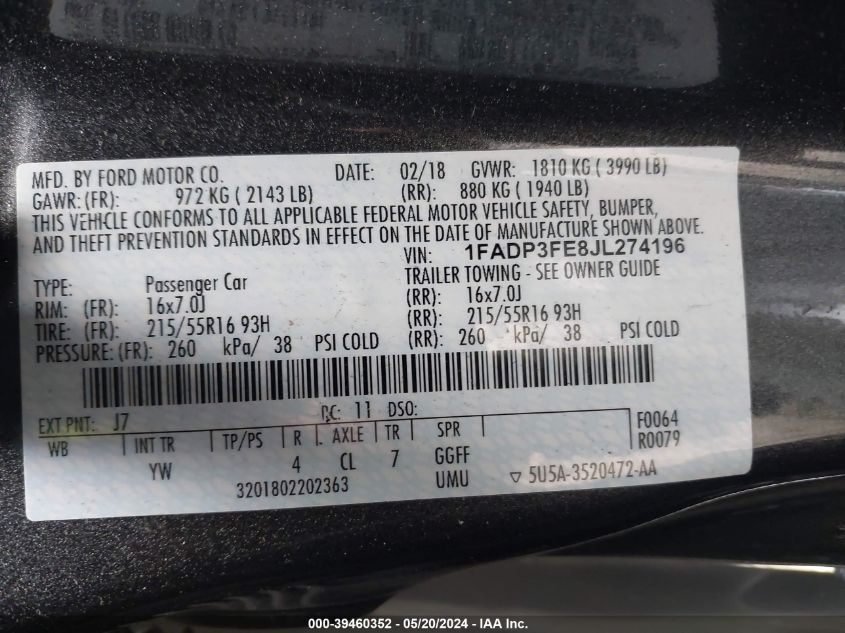 MFD. BY FORD MOTOR CO. DATE: 02/18 GVWR: 1810 KG ( 3990 LB)
GAWR: (FR): 972 KG ( 2143 LB) (RR): 880 KG ( 1940 LB)
THIS VEHICLE CONFORMS TO ALL APPLICABLE FEDERAL MOTOR VEHICLE SAFETY, BUMPER,
AND THEFT PREVENTION STANDARDS IN EFFECT ON THE DATE OF MANUFACTURE SHOWN ABOVE.
VIN: 1FADP3FE8JL274196
TYPE: Passenger Car TRAILER TOWING - SEE OWNER GUIDE
RIM: (FR): 16x7.0J (RR): 16x7.0J
TIRE: (FR): 215/55R16 93H (RR): 215/55R16 93H
PRESSURE: (FR): 260 kPa/ 38 PSI COLD (RR): 260 kPa/ 38 PSI COLD
EXT PNT: J7 RC: 11 DSO: F0064
WB INT TR TP/PS R AXLE TR SPR R0079
YW 4 CL 7 GGFF
3201802202363 UMU ▽ 5U5A-3520472-AA
000-39460352 — 05/20/2024 — IAA Inc.